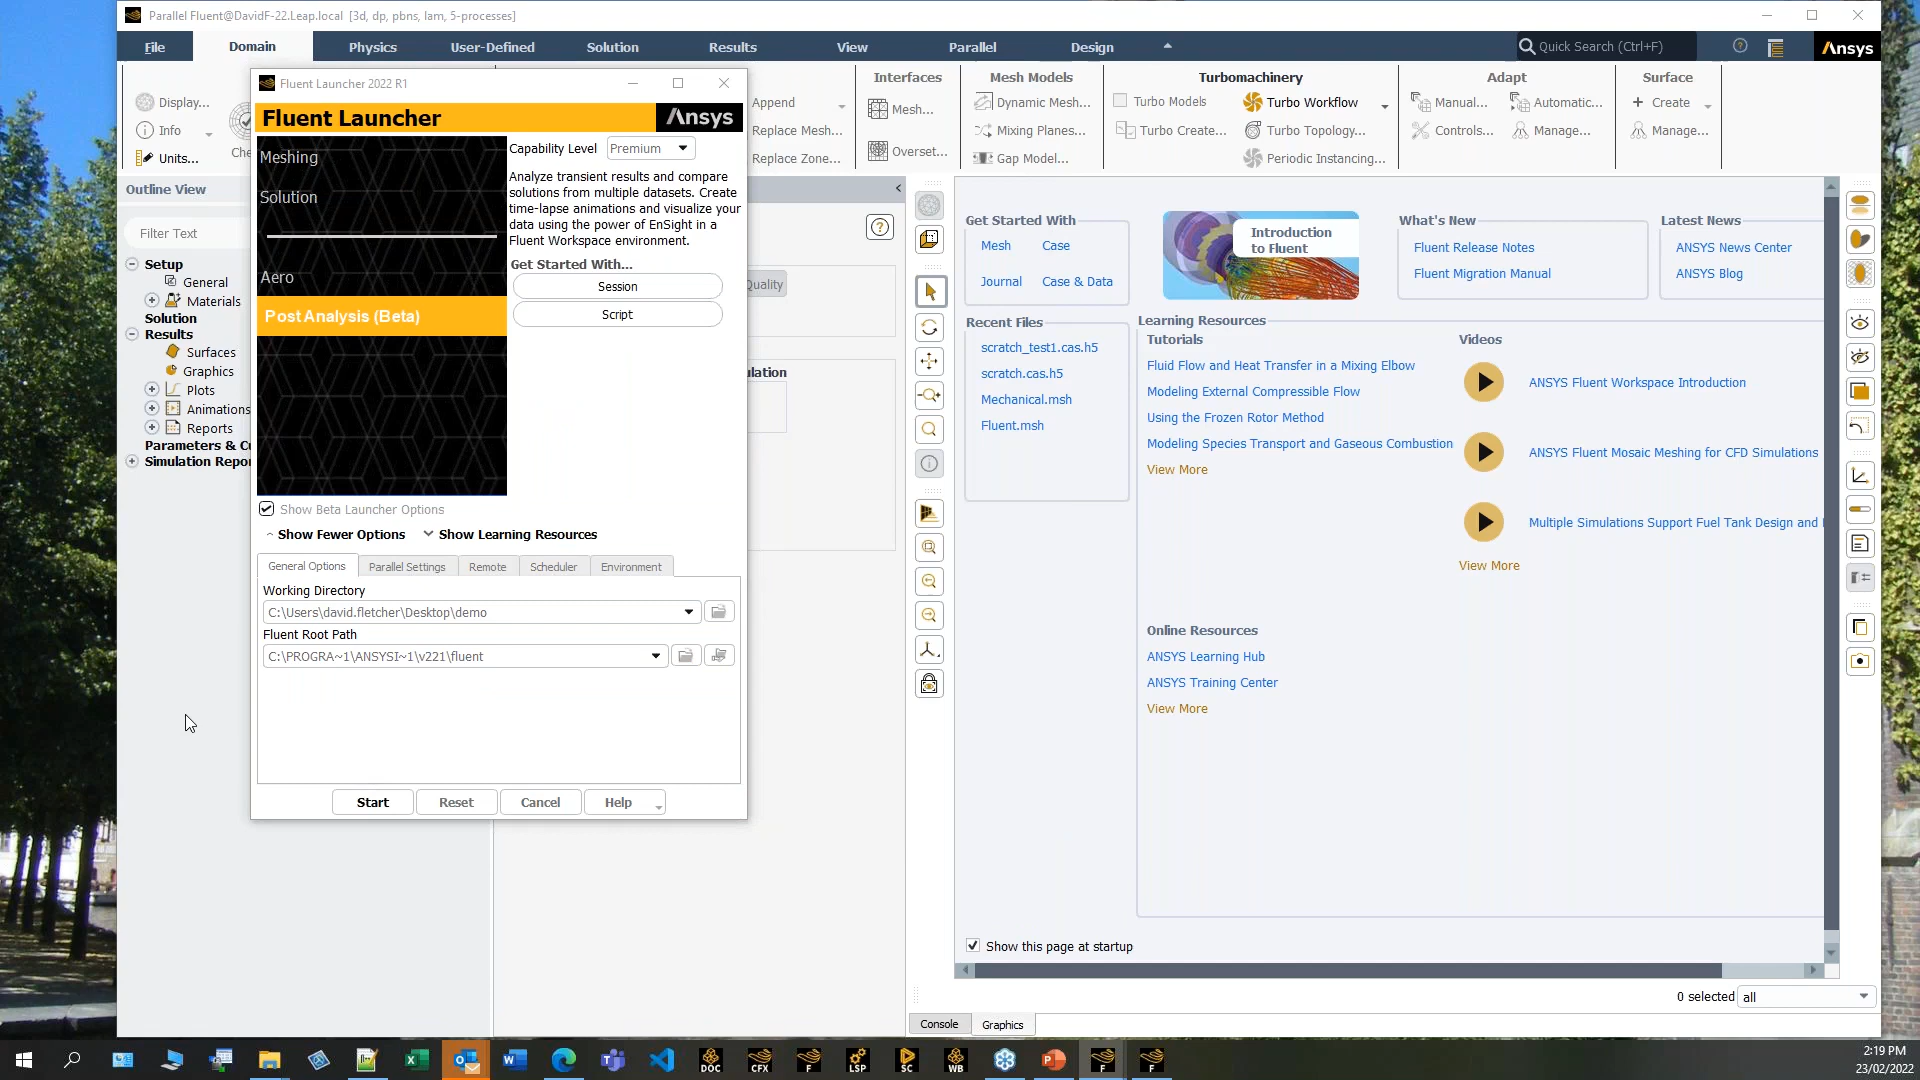 Parallel Fluent@DavidF-22.Leap.local [3d, dp, pbns, lam, 5-processes]
File
Domain
Physics
User-Defined
Solution
Results
View
Parallel
Design
Quick Search (Ctrl+F)
Ansys
Display...
Info
Units...
Append
Replace Mesh...
Replace Zone...
Interfaces
Mesh...
Overset...
Mesh Models
Dynamic Mesh...
Mixing Planes...
Gap Model...
Turbomachinery
Turbo Models
Turbo Workflow
Turbo Create...
Turbo Topology...
Periodic Instancing...
Adapt
Manual...
Automatic...
Controls...
Manage...
Surface
Create
Manage...
Outline View
Filter Text
Setup
General
Materials
Solution
Results
Surfaces
Graphics
Plots
Animations
Reports
Parameters & Cu
Simulation Repor
Fluent Launcher 2022 R1
Fluent Launcher
Ansys
Meshing
Solution
Aero
Post Analysis (Beta)
Capability Level
Premium
Analyze transient results and compare
solutions from multiple datasets. Create
time-lapse animations and visualize your
data using the power of EnSight in a
Fluent Workspace environment.
Get Started With...
Session
Script
Show Beta Launcher Options
Show Fewer Options
Show Learning Resources
General Options
Parallel Settings
Remote
Scheduler
Environment
Working Directory
C:\Users\david.fletcher\Desktop\demo
Fluent Root Path
C:\PROGRA~1\ANSYSI~1\v221\fluent
Start
Reset
Cancel
Help
Quality
ulation
Get Started With
Mesh
Case
Journal
Case & Data
Recent Files
scratch_test1.cas.h5
scratch.cas.h5
Mechanical.msh
Fluent.msh
Introduction
to Fluent
What's New
Fluent Release Notes
Fluent Migration Manual
Latest News
ANSYS News Center
ANSYS Blog
Learning Resources
Tutorials
Fluid Flow and Heat Transfer in a Mixing Elbow
Modeling External Compressible Flow
Using the Frozen Rotor Method
Modeling Species Transport and Gaseous Combustion
View More
Videos
ANSYS Fluent Workspace Introduction
ANSYS Fluent Mosaic Meshing for CFD Simulations
Multiple Simulations Support Fuel Tank Design and
View More
Online Resources
ANSYS Learning Hub
ANSYS Training Center
View More
Show this page at startup
0 selected
all
Console
Graphics
DOC
CFX
F
LSP
SC
WB
F
F
2:19 PM
23/02/2022